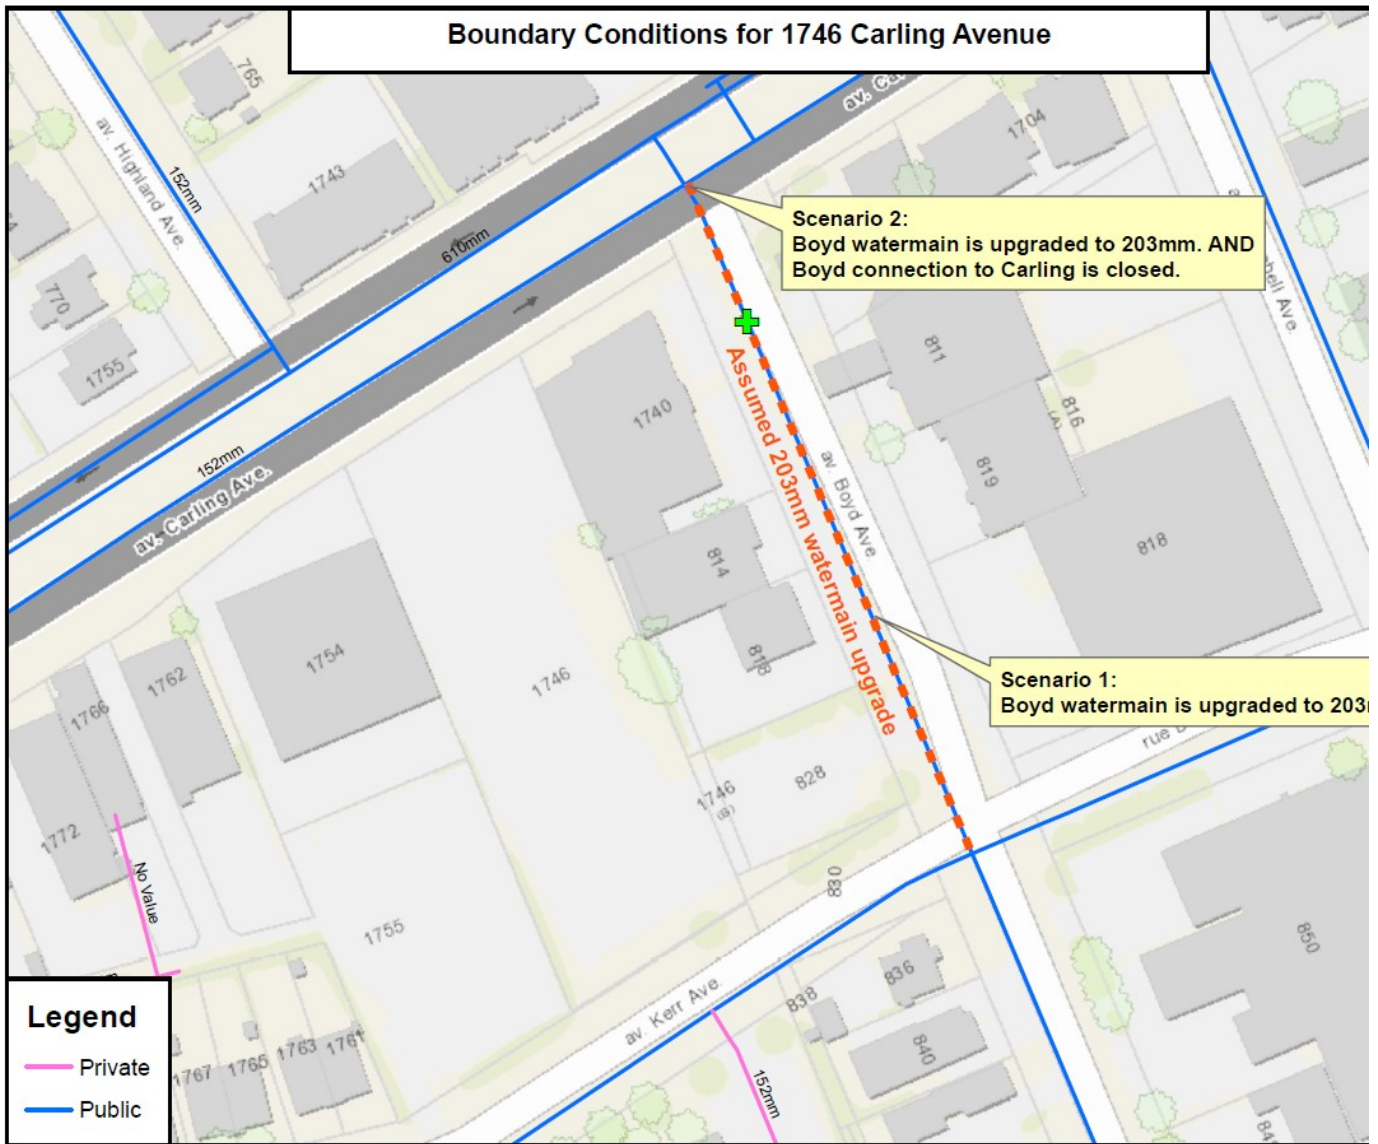 Boundary Conditions for 1746 Carling Avenue
765
av. Highland Ave.
152mm
1743
610mm
1704
Scenario 2:
Boyd watermain is upgraded to 203mm. AND
Boyd connection to Carling is closed.
770
1755
152mm
av. Carling Ave.
1740
Assumed 203mm watermain upgrade
av. Boyd Ave.
811
816
(A)
819
818
814
818
1754
1746
1762
1766
1772
No Value
Scenario 1:
Boyd watermain is upgraded to 203
rue
828
1746
(B)
880
1755
850
av. Kerr Ave.
838
836
840
152mm
1767
1765
1763
1761
Legend
Private
Public